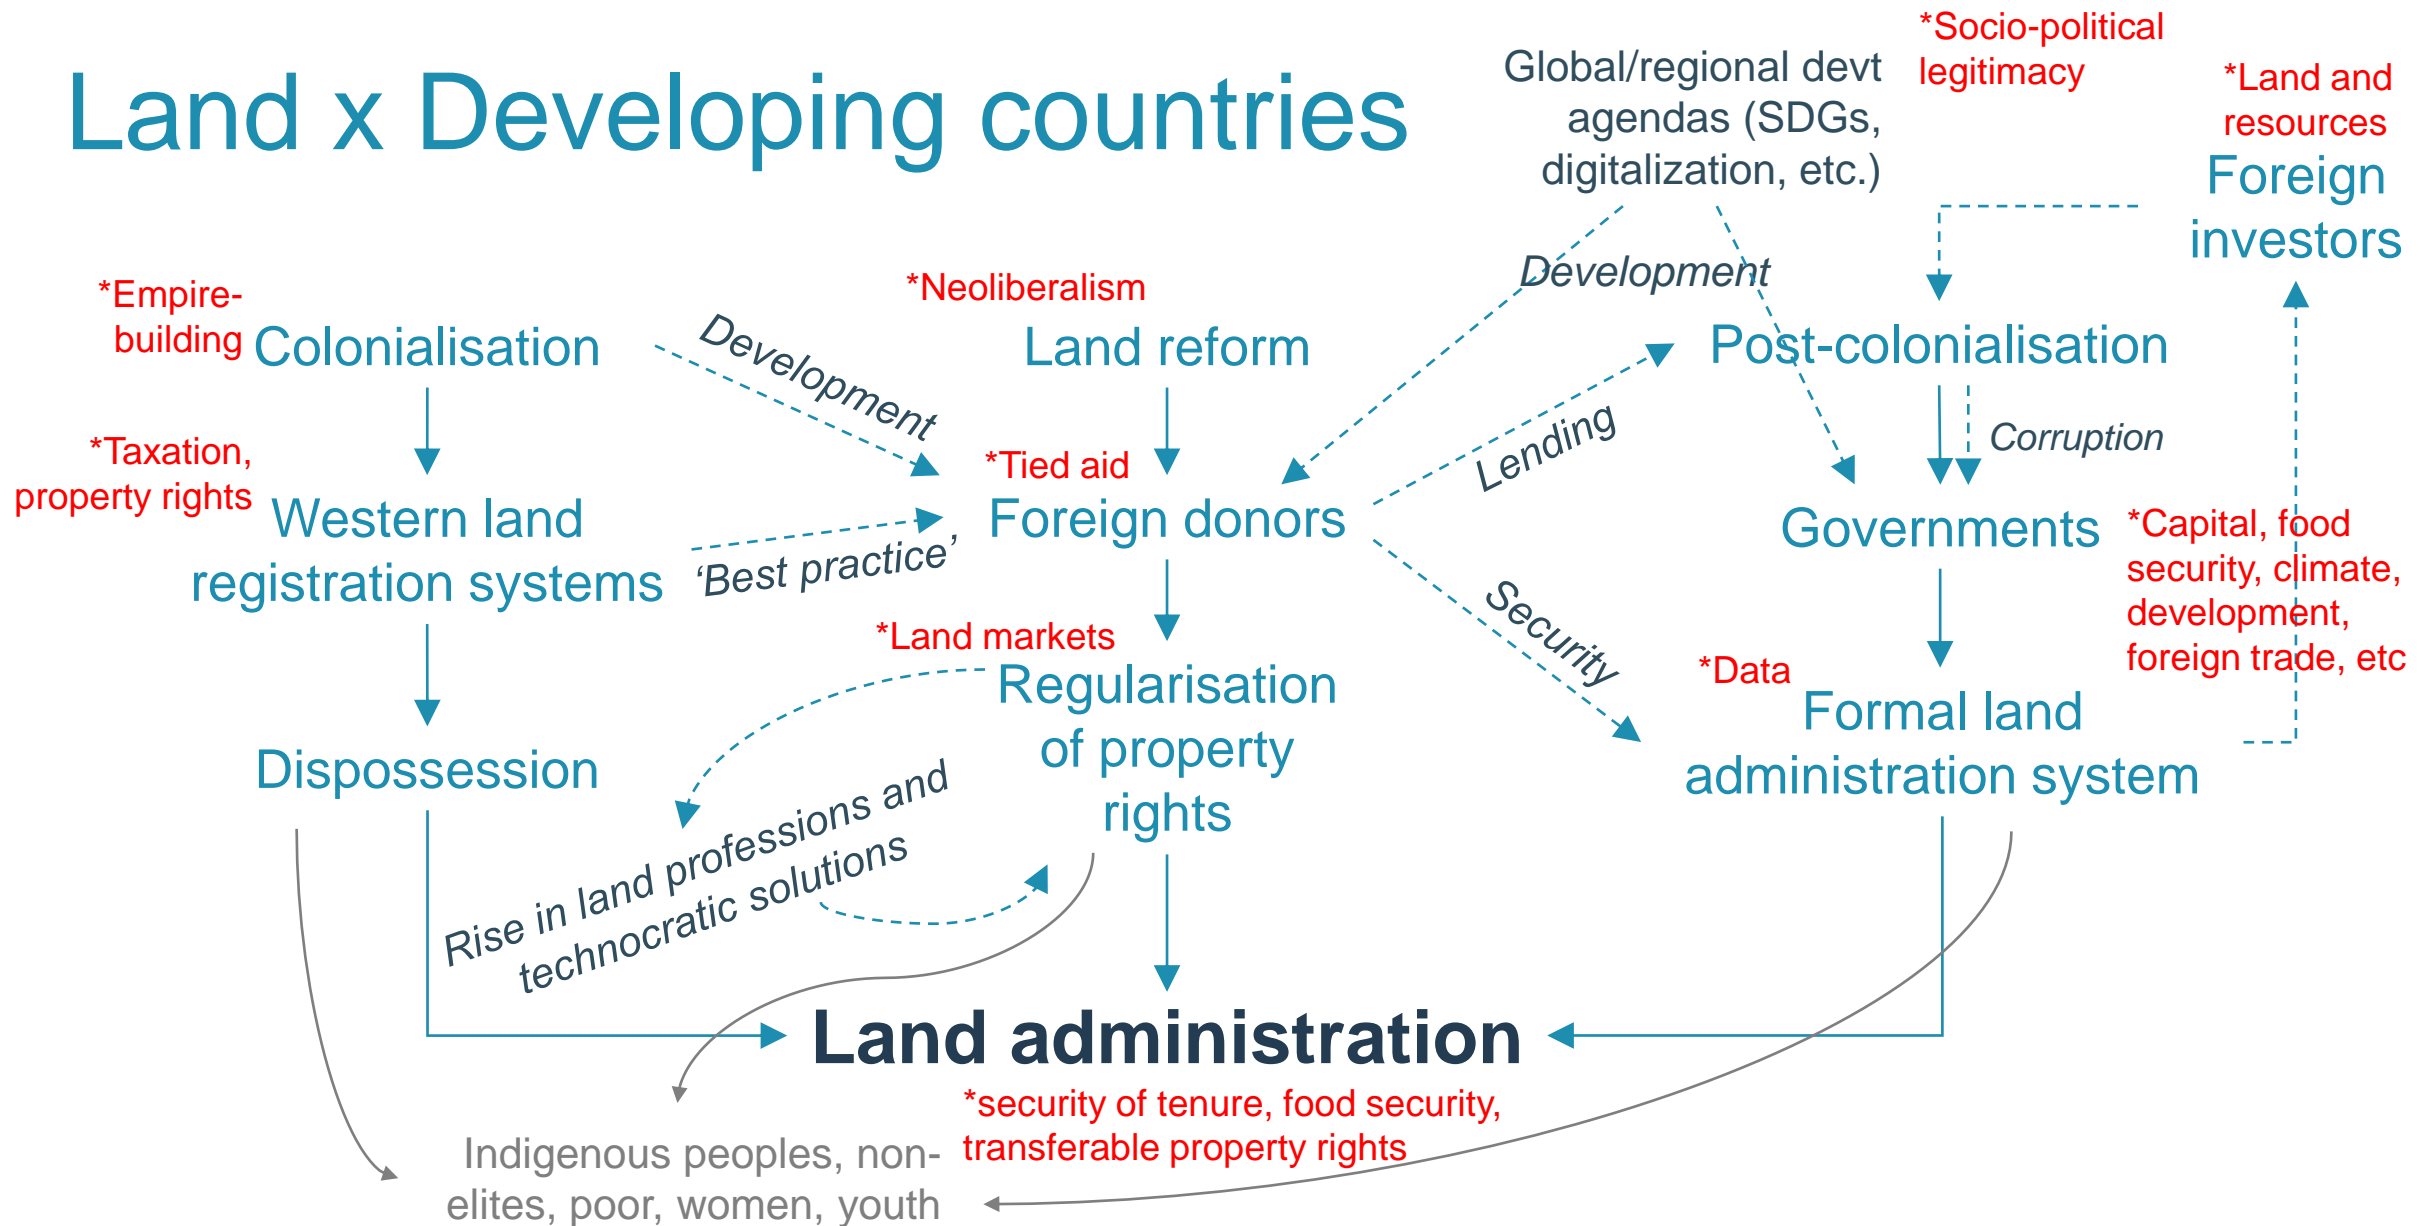 Land x Developing countries
Global/regional devt
agendas (SDGs,
digitalization, etc.)
*Socio-political
legitimacy
*Land and
resources
Foreign
investors
*Empire-
building
Colonialisation
Development
*Neoliberalism
Land reform
Development
Post-colonialisation
*Taxation,
property rights
Western land
registration systems
‘Best practice’
*Tied aid
Foreign donors
Lending
Corruption
Governments
*Capital, food
security, climate,
development,
foreign trade, etc
*Land markets
Regularisation
of property
rights
Security
*Data
Formal land
administration system
Dispossession
Rise in land professions and
technocratic solutions
Land administration
*security of tenure, food security,
transferable property rights
Indigenous peoples, non-
elites, poor, women, youth